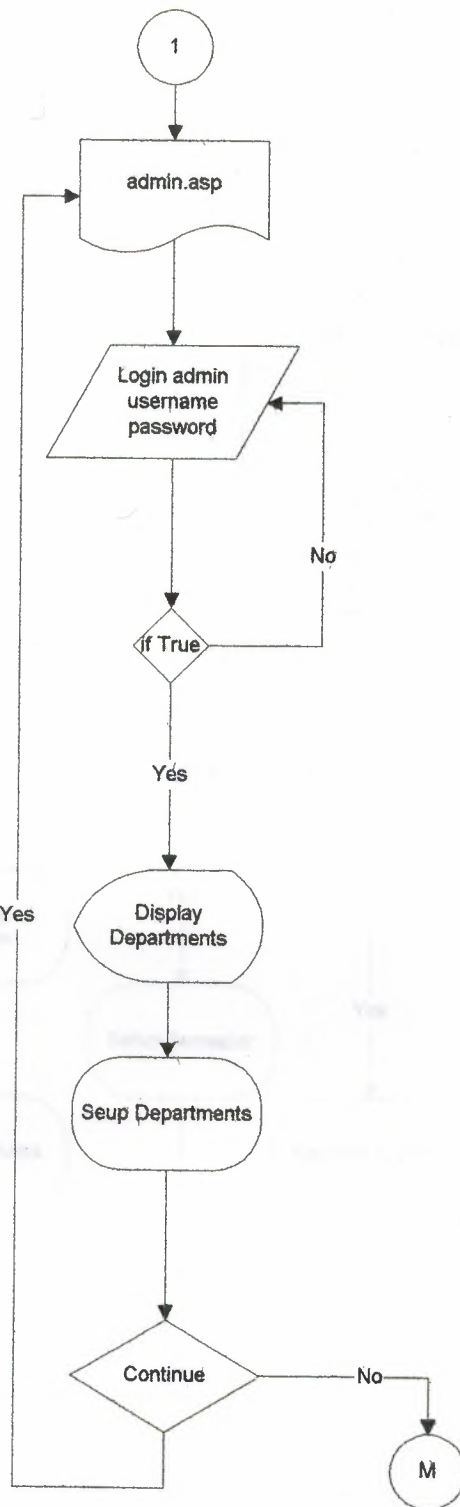 1
admin.asp
Login admin
username
password
No
if True
Yes
Display
Departments
Yes
Seup Departments
Continue
No
M